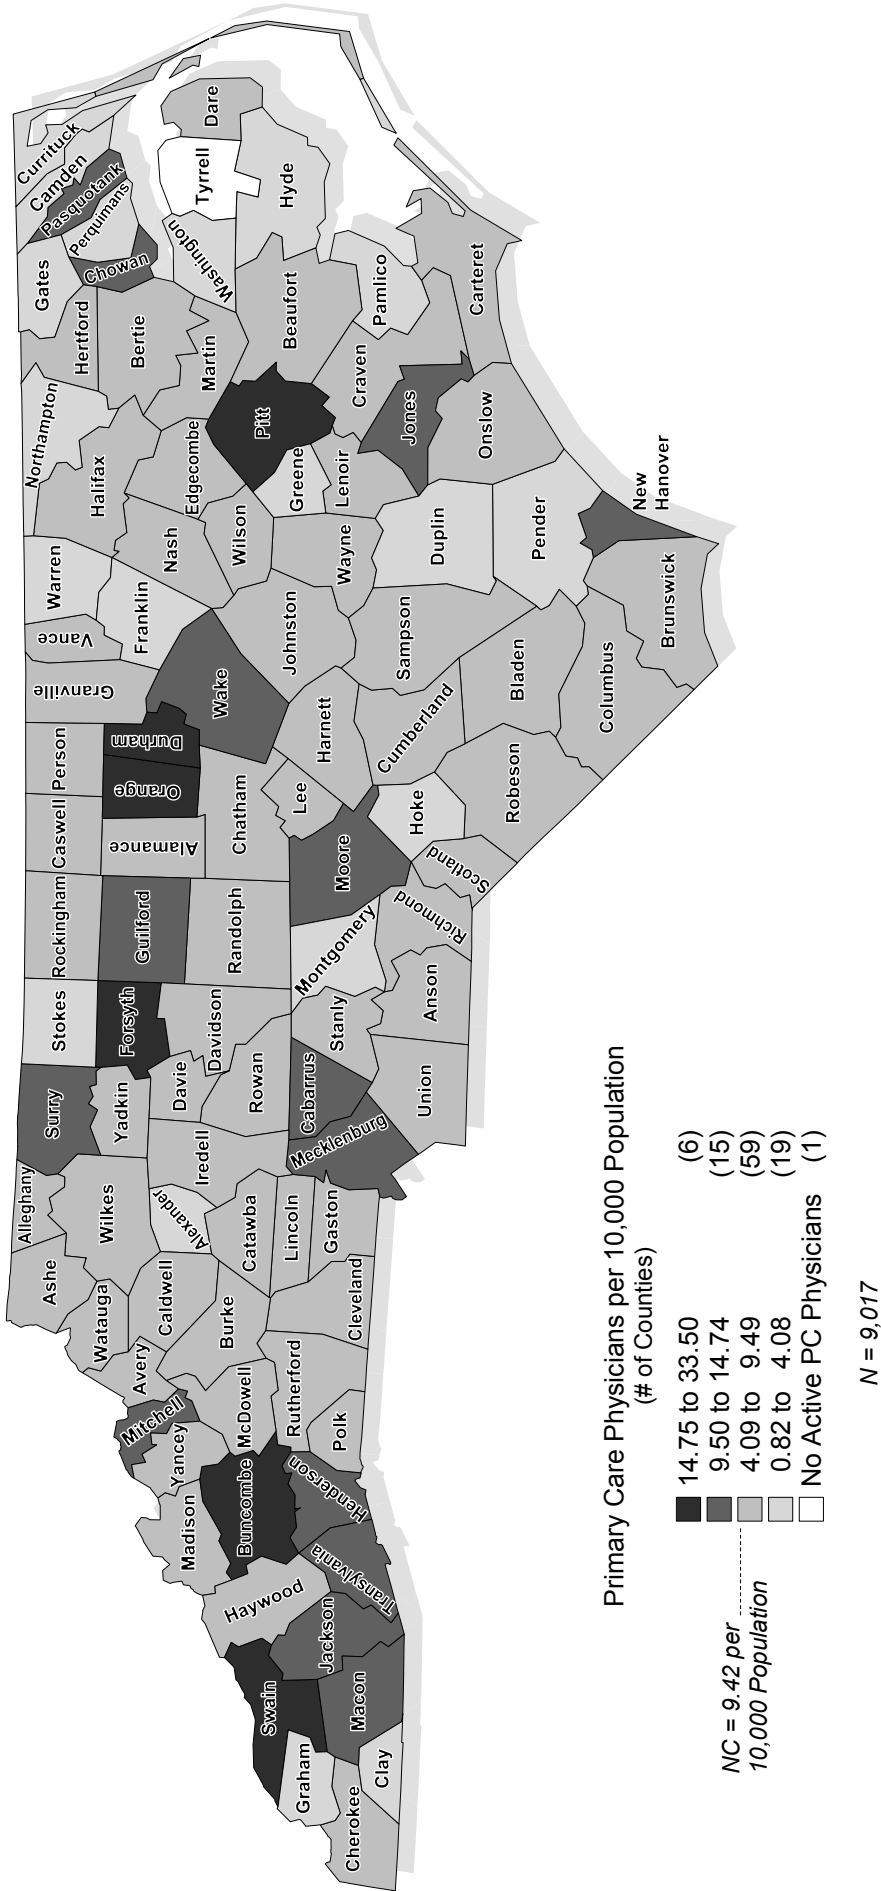 Cherokee
Graham
Clay
Swain
Macon
Jackson
Haywood
Transylvania
Madison
Buncombe
Henderson
Yancey
Mitchell
McDowell
Polk
Rutherford
Avery
Burke
Cleveland
Watauga
Caldwell
Ashe
Alleghany
Wilkes
Alexander
Catawba
Lincoln
Gaston
Iredell
Mecklenburg
Surry
Yadkin
Davie
Rowan
Cabarrus
Union
Stokes
Forsyth
Davidson
Stanly
Anson
Rockingham
Guilford
Randolph
Montgomery
Richmond
Caswell
Alamance
Chatham
Moore
Scotland
Person
Orange
Durham
Lee
Hoke
Robeson
Granville
Wake
Harnett
Cumberland
Bladen
Columbus
Vance
Franklin
Johnston
Sampson
Brunswick
Warren
Nash
Wilson
Wayne
Duplin
Pender
New
Hanover
Northampton
Halifax
Edgecombe
Greene
Lenoir
Jones
Onslow
Hertford
Bertie
Martin
Pitt
Beaufort
Craven
Pamlico
Carteret
Gates
Chowan
Perquimans
Pasquotank
Camden
Currituck
Washington
Tyrrell
Dare
Hyde
Primary Care Physicians per 10,000 Population
(# of Counties)
14.75 to 33.50 (6)
9.50 to 14.74 (15)
4.09 to 9.49 (59)
0.82 to 4.08 (19)
No Active PC Physicians (1)
NC = 9.42 per
10,000 Population
N = 9,017